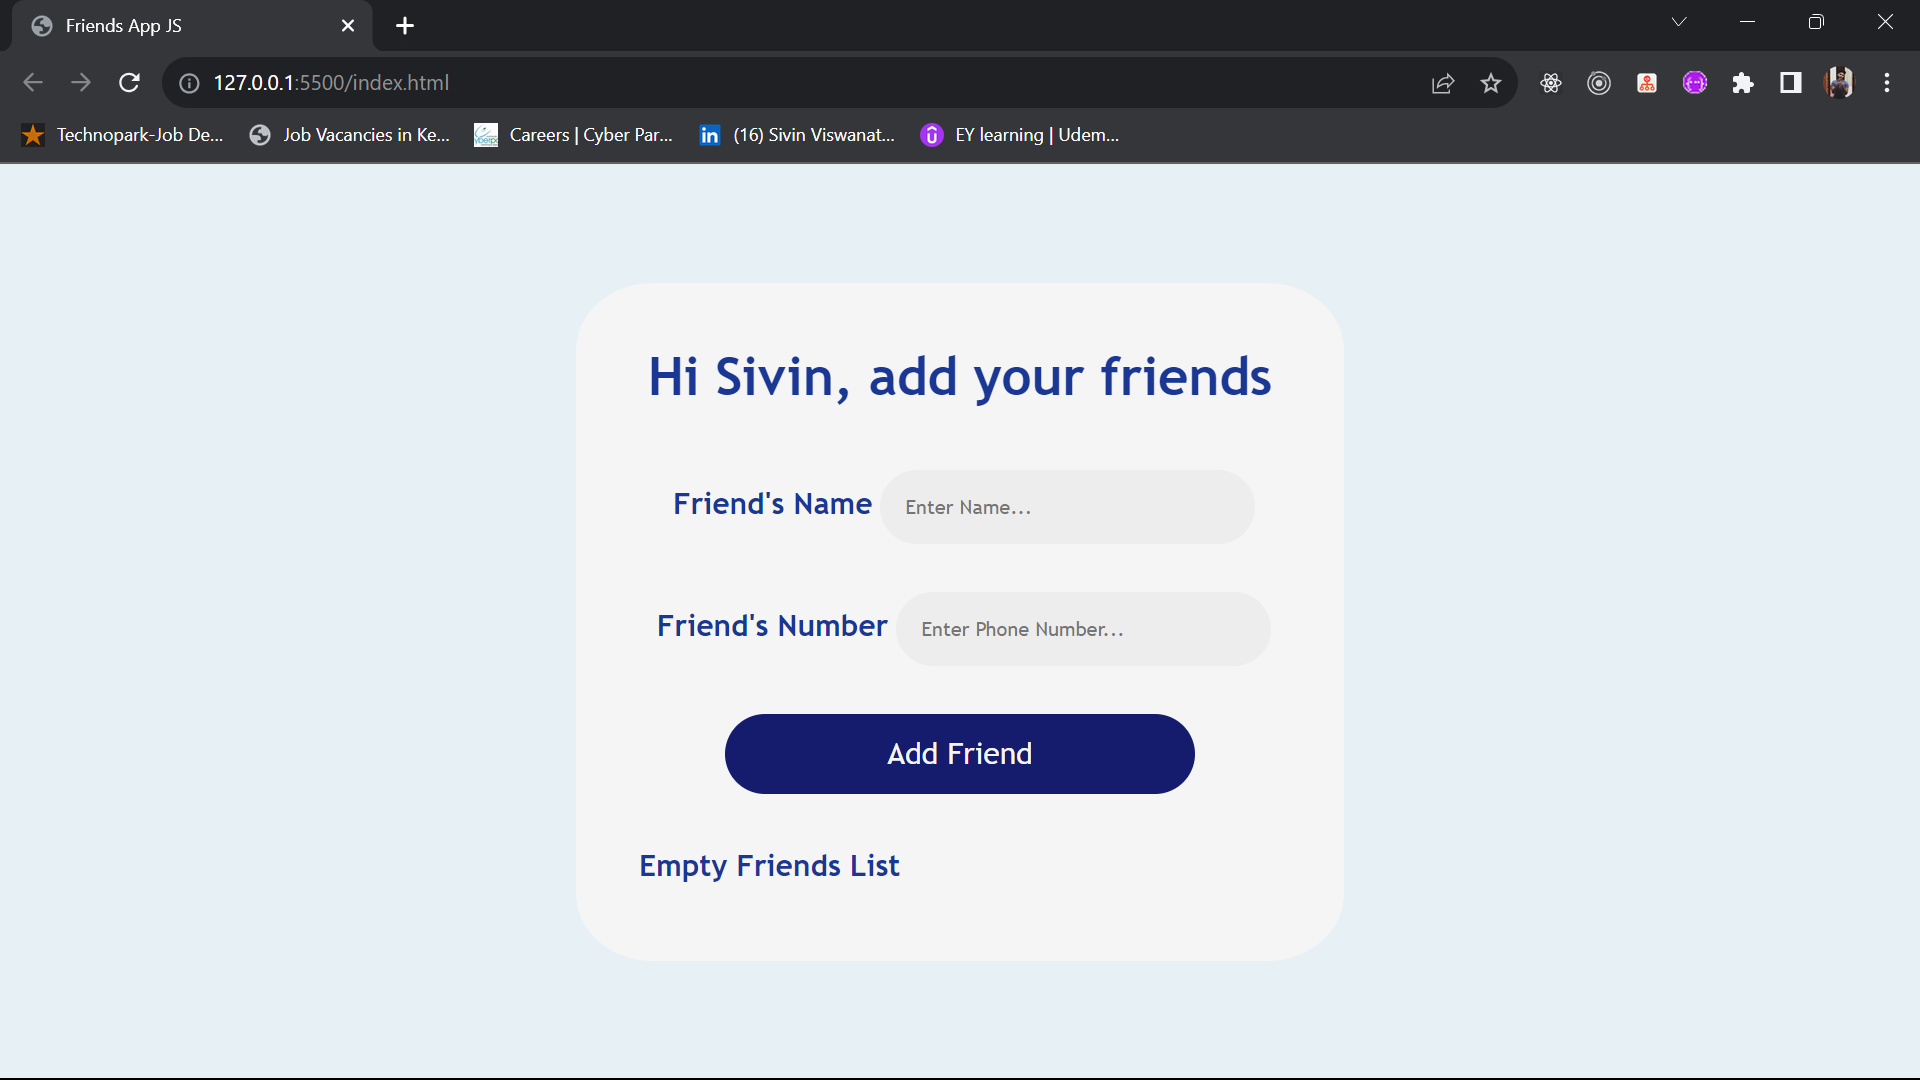 Friends App JS
127.0.0.1:5500/index.html
Technopark-Job De... Job Vacancies in Ke... Careers | Cyber Par... in (16) Sivin Viswanat... EY learning | Udem...
Hi Sivin, add your friends
Friend's Name Enter Name...
Friend's Number Enter Phone Number...
Add Friend
Empty Friends List